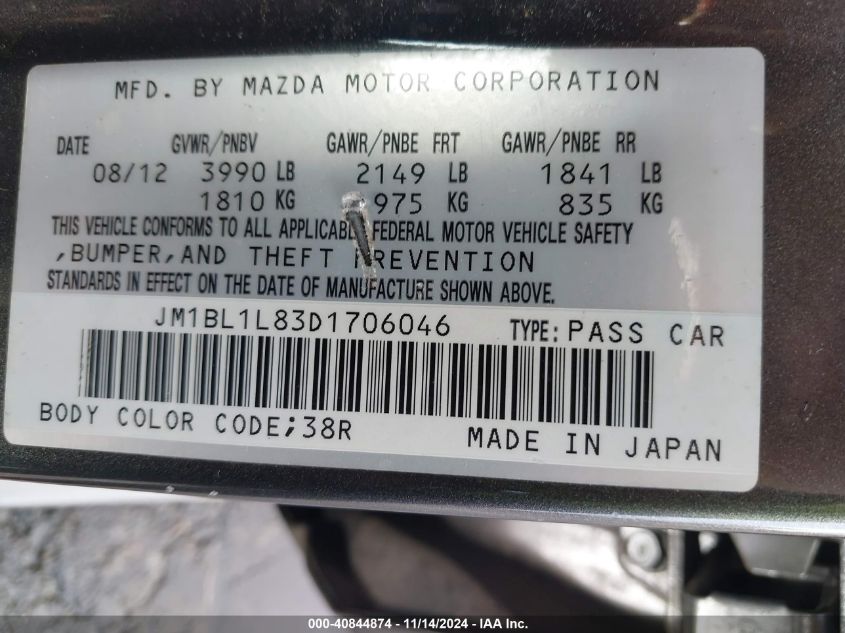 MFD. BY MAZDA MOTOR CORPORATION
DATE GVWR/PNBV GAWR/PNBE FRT GAWR/PNBE RR
08/12 3990 LB 2149 LB 1841 LB
1810 KG 975 KG 835 KG
THIS VEHICLE CONFORMS TO ALL APPLICABLE FEDERAL MOTOR VEHICLE SAFETY
,BUMPER,AND THEFT PREVENTION
STANDARDS IN EFFECT ON THE DATE OF MANUFACTURE SHOWN ABOVE.
JM1BL1L83D1706046 TYPE: PASS CAR
BODY COLOR CODE;38R MADE IN JAPAN
000-40844874 - 11/14/2024 - IAA Inc.